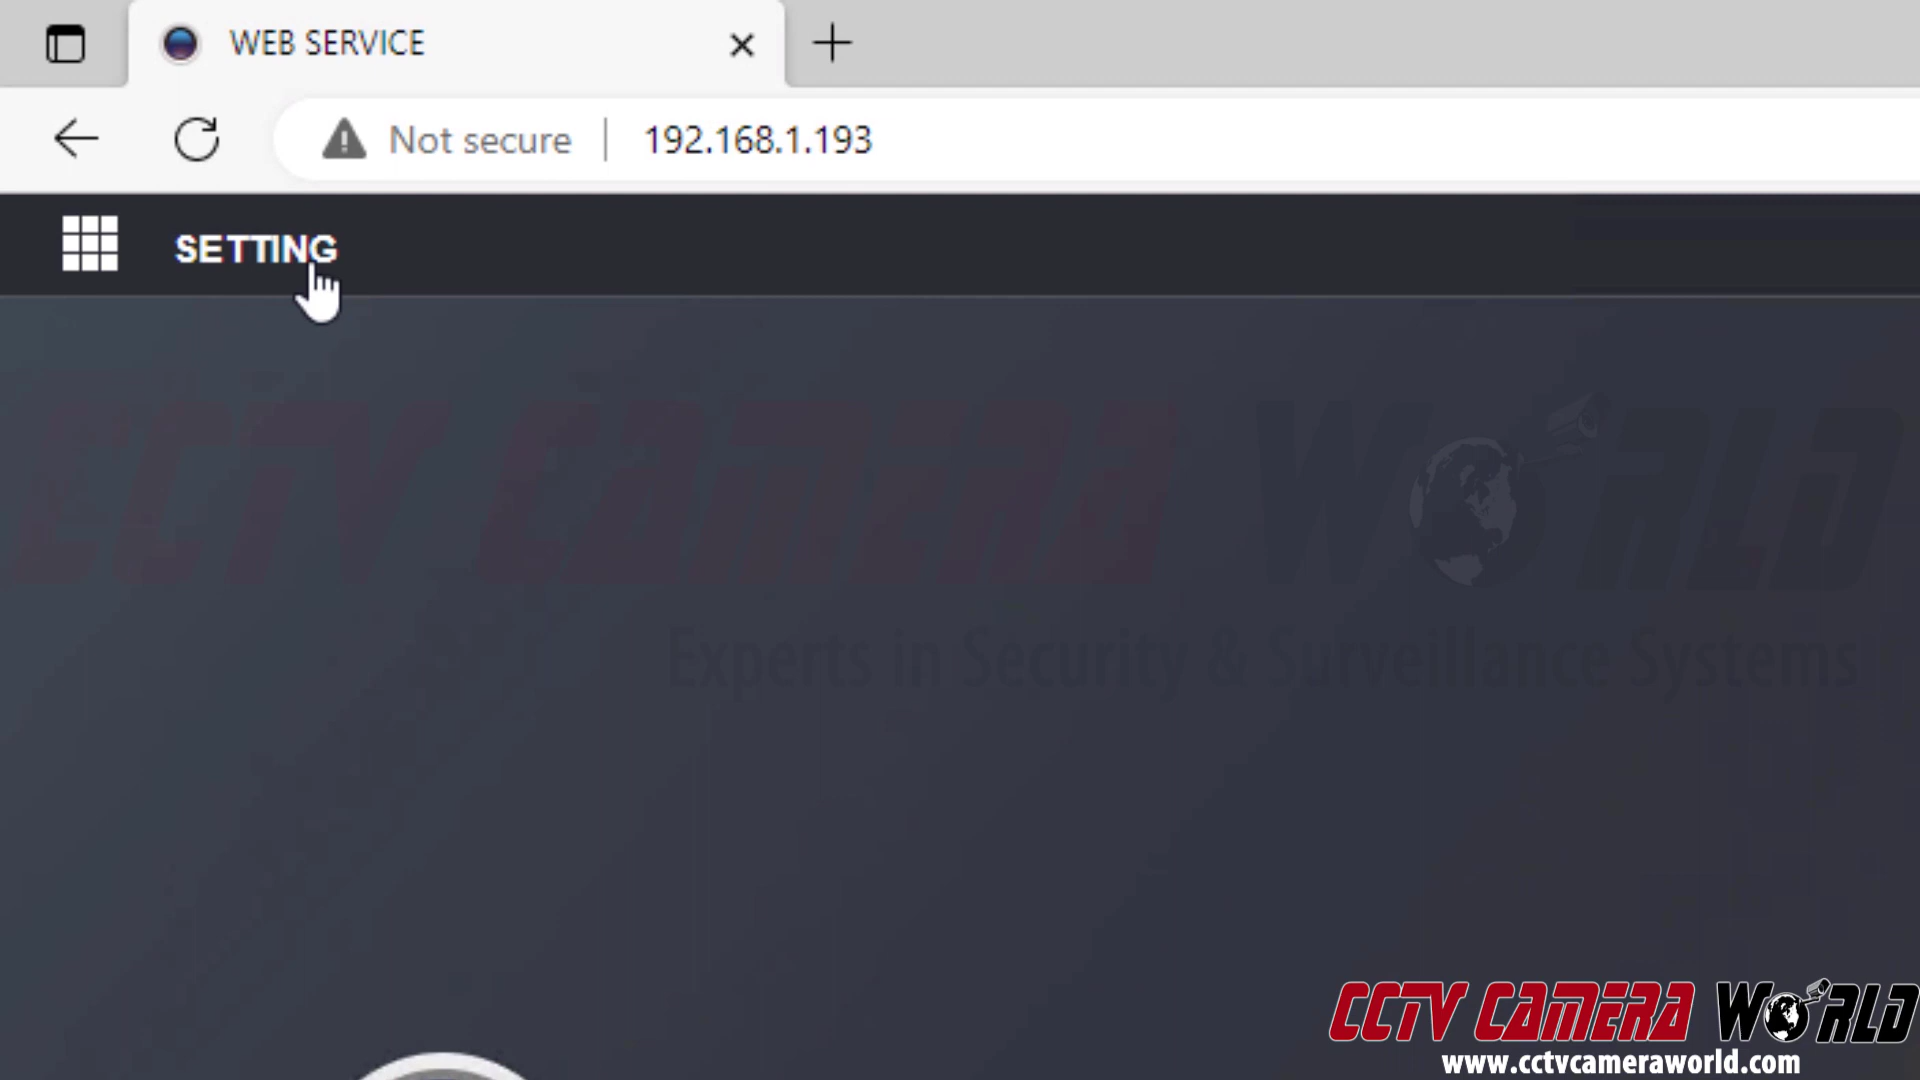 WEB SERVICE
Not secure
192.168.1.193
SETTING
CCTV CAMERA WORLD
Experts in Security & Surveillance Systems
CCTV CAMERA WORLD
www.cctvcameraworld.com